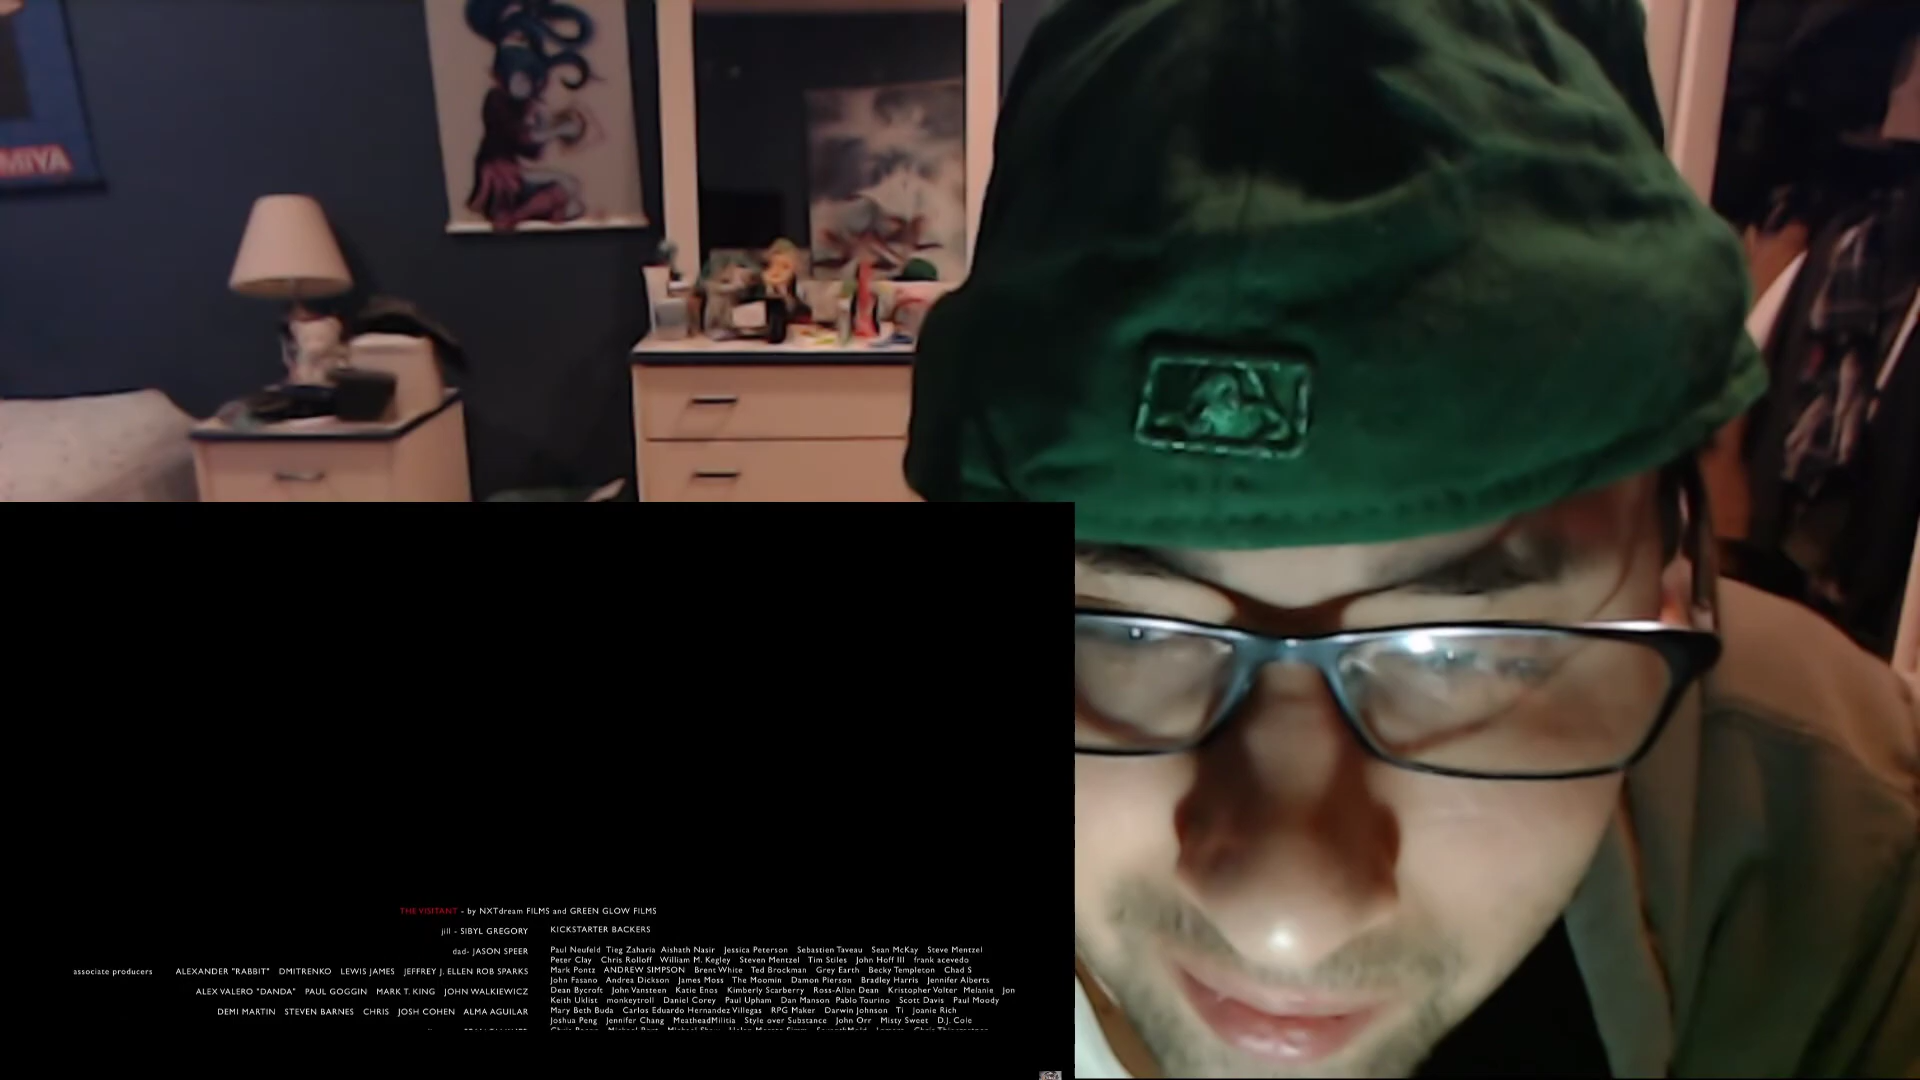 MIYA
THE VISITANT - by NXTdream FILMS and GREEN GLOW FILMS
jill - SIBYL GREGORY
dad- JASON SPEER
associate producers ALEXANDER "RABBIT" DMITRENKO LEWIS JAMES JEFFREY J. ELLEN ROB SPARKS
ALEX VALERO "DANDA" PAUL GOGGIN MARK T. KING JOHN WALKIEWICZ
DEMI MARTIN STEVEN BARNES CHRIS JOSH COHEN ALMA AGUILAR
KICKSTARTER BACKERS
Paul Neufeld Tieg Zaharia Aishath Nasir Jessica Peterson Sebastien Taveau Sean McKay Steve Mentzel
Peter Clay Chris Rolloff William M. Kegley Steven Mentzel Tim Stiles John Hoff III frank acevedo
Mark Pontz ANDREW SIMPSON Brent White Ted Brockman Grey Earth Becky Templeton Chad S
John Fasano Andrea Dickson James Moss The Moomin Damon Pierson Bradley Harris Jennifer Alberts
Dean Bycroft John Vansteen Katie Enos Kimberly Scarberry Ross-Allan Dean Kristopher Volter Melanie Jon
Keith Uklist monkeytroll Daniel Corey Paul Upham Dan Manson Pablo Tourino Scott Davis Paul Moody
Mary Beth Buda Carlos Eduardo Hernandez Villegas RPG Maker Darwin Johnson Ti Joanie Rich
Joshua Peng Jennifer Chang MeatheadMilitia Style over Substance John Orr Misty Sweet D.J. Cole